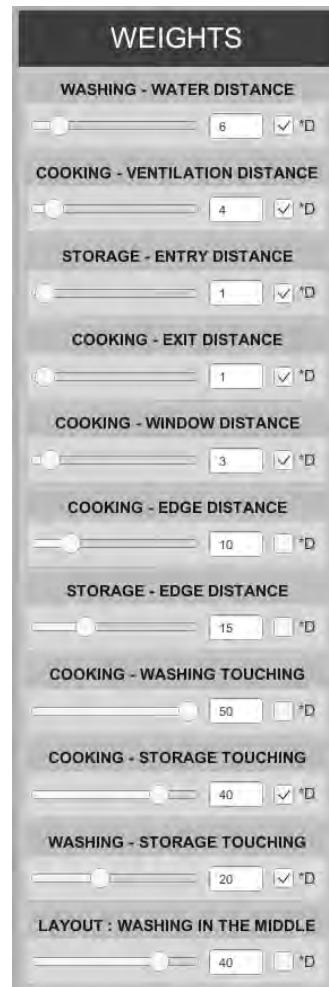 WEIGHTS
WASHING - WATER DISTANCE
6 *D
COOKING - VENTILATION DISTANCE
4 *D
STORAGE - ENTRY DISTANCE
1 *D
COOKING - EXIT DISTANCE
1 *D
COOKING - WINDOW DISTANCE
3 *D
COOKING - EDGE DISTANCE
10 *D
STORAGE - EDGE DISTANCE
15 *D
COOKING - WASHING TOUCHING
50 *D
COOKING - STORAGE TOUCHING
40 *D
WASHING - STORAGE TOUCHING
20 *D
LAYOUT : WASHING IN THE MIDDLE
40 *D